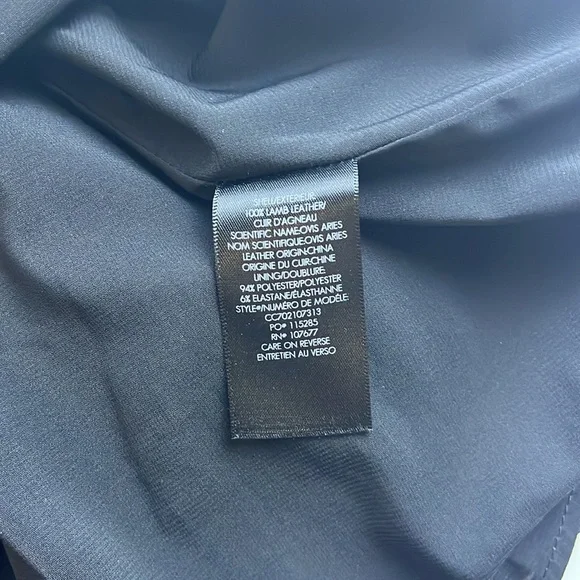 SHELL/EXTÉRIEUR:
100% LAMB LEATHER/
CUIR D'AGNEAU
SCIENTIFIC NAME-OVIS ARIES
NOM SCIENTIFIQUE-OVIS ARIES
LEATHER ORIGIN-CHINA
ORIGINE DU CUIR:CHINE
LINING/DOUBLURE:
94% POLYESTER/POLYESTER
6% ELASTANE/ÉLASTHANNE
STYLE#/NUMÉRO DE MODÈLE:
CC702107313
PO# 115285
RN# 107677
CARE ON REVERSE
ENTRETIEN AU VERSO